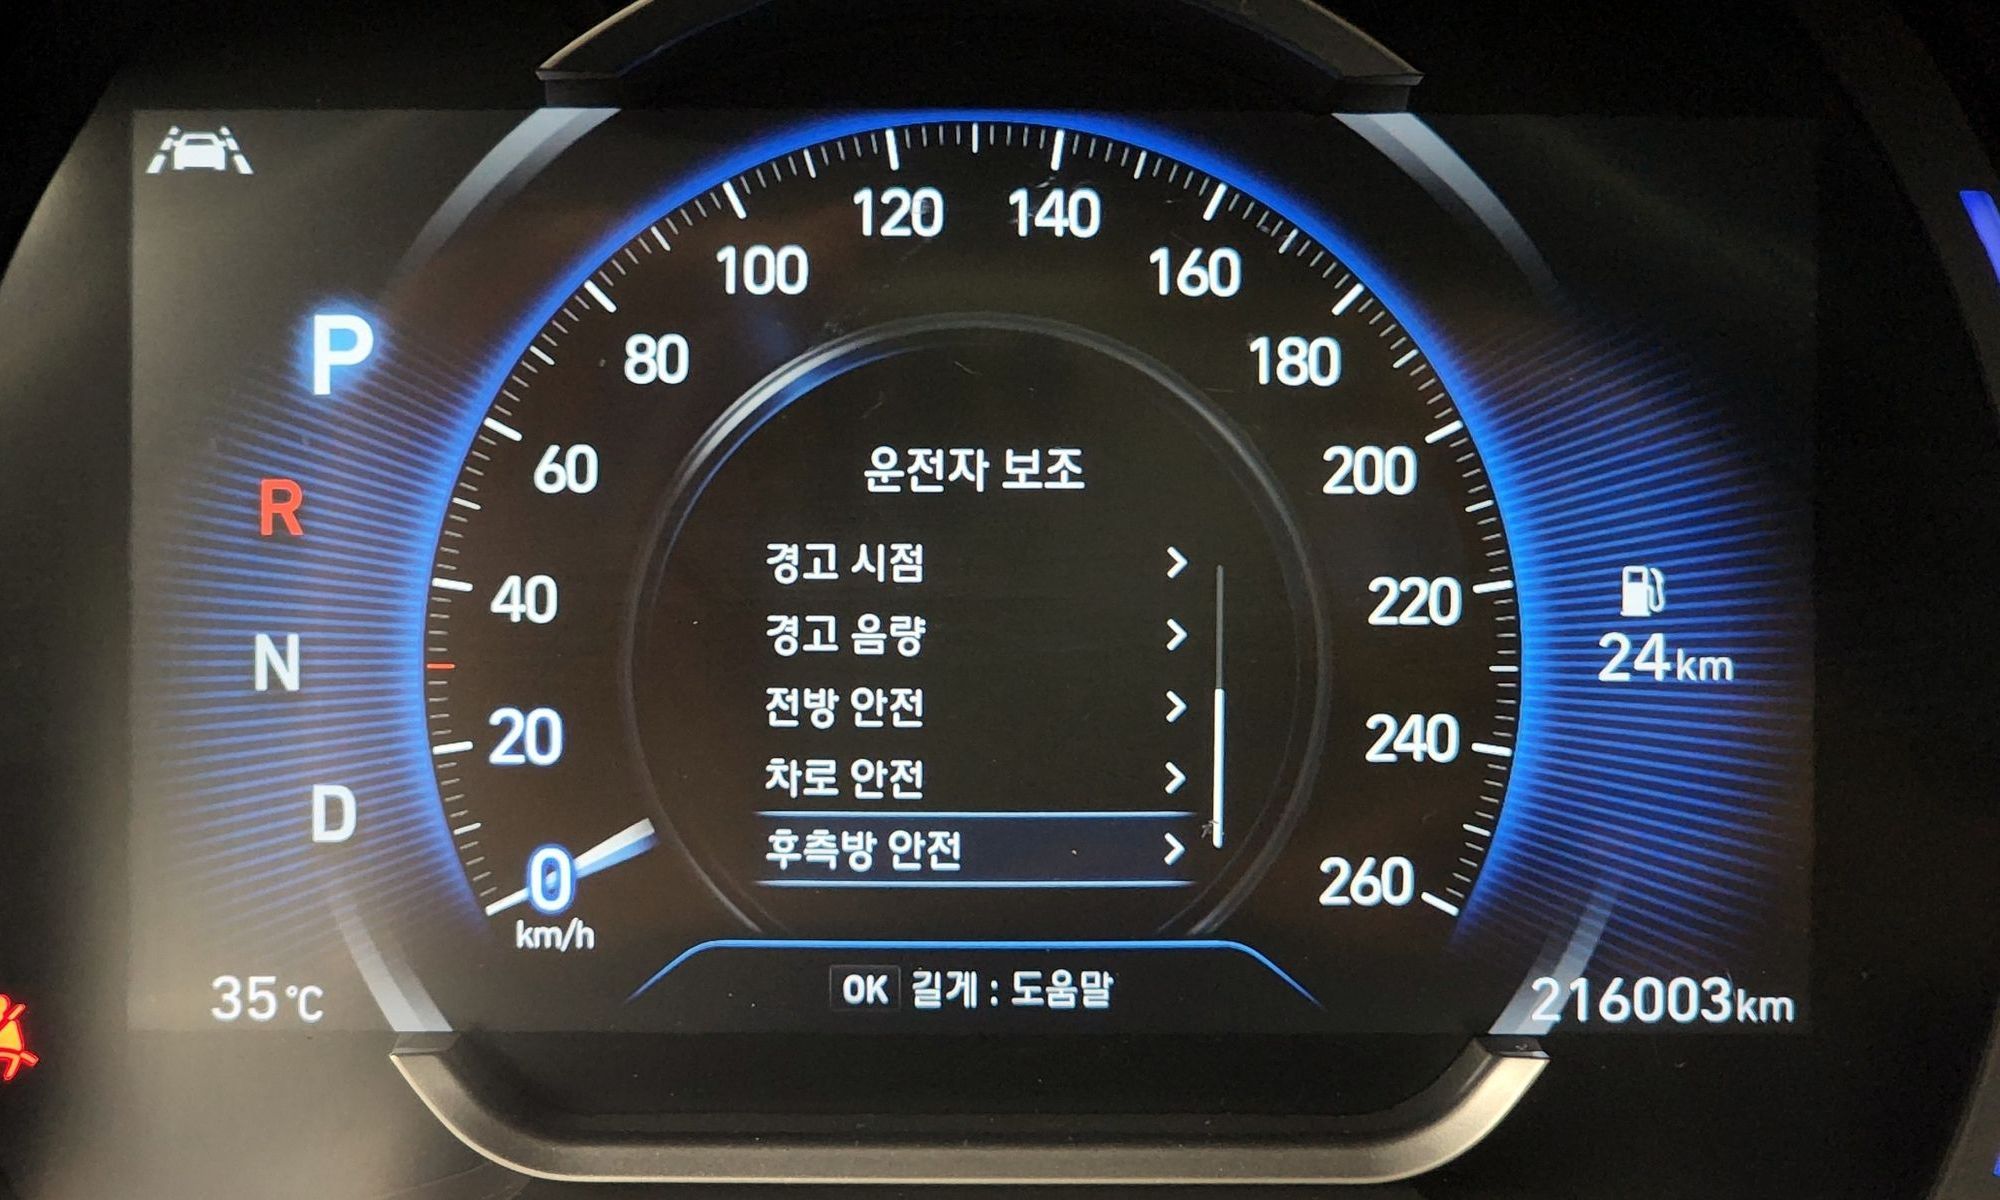 120 140
100 160
80 180
60 200
40 220
20 240
0 260
km/h
P
R
N
D
운전자 보조
경고 시점
경고 음량
전방 안전
차로 안전
후측방 안전
OK 길게 : 도움말
24km
35°C
216003km